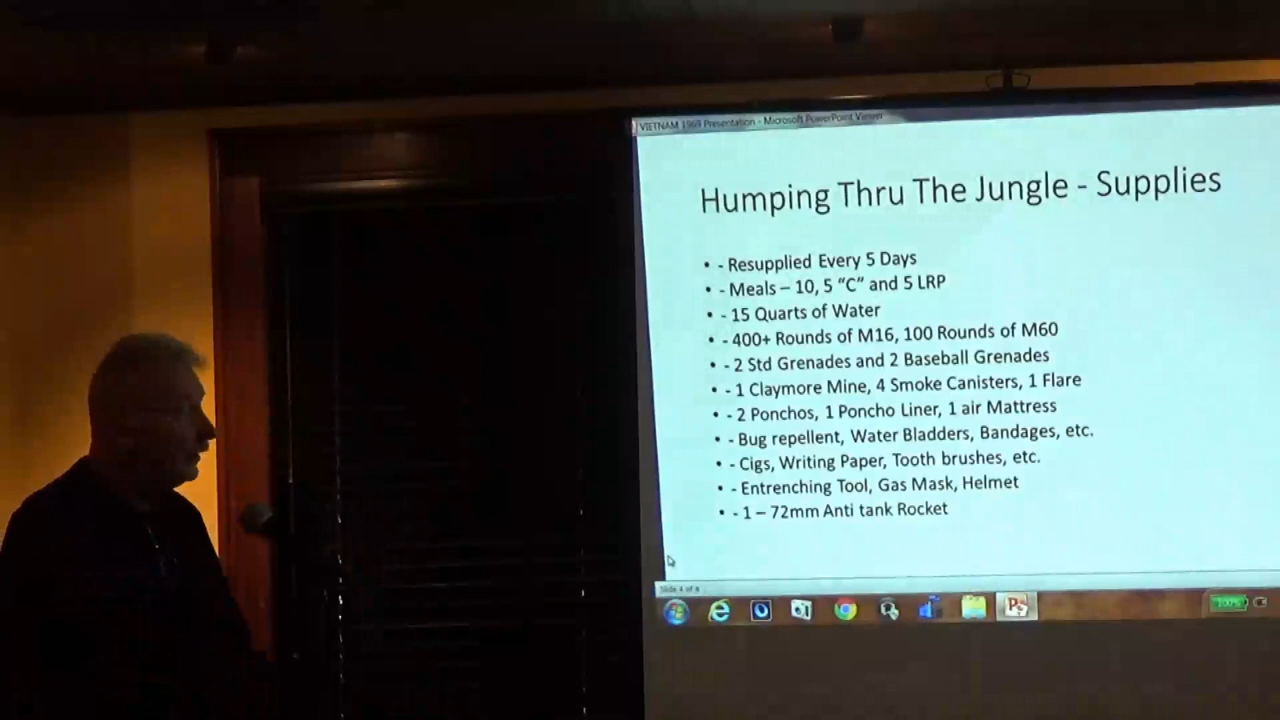 VIETNAM 1969 Presentation - Microsoft PowerPoint Viewer
Humping Thru The Jungle - Supplies
• - Resupplied Every 5 Days
• - Meals – 10, 5 “C” and 5 LRP
• - 15 Quarts of Water
• - 400+ Rounds of M16, 100 Rounds of M60
• - 2 Std Grenades and 2 Baseball Grenades
• - 1 Claymore Mine, 4 Smoke Canisters, 1 Flare
• - 2 Ponchos, 1 Poncho Liner, 1 air Mattress
• - Bug repellent, Water Bladders, Bandages, etc.
• - Cigs, Writing Paper, Tooth brushes, etc.
• - Entrenching Tool, Gas Mask, Helmet
• - 1 – 72mm Anti tank Rocket
Slide 4 of
100%